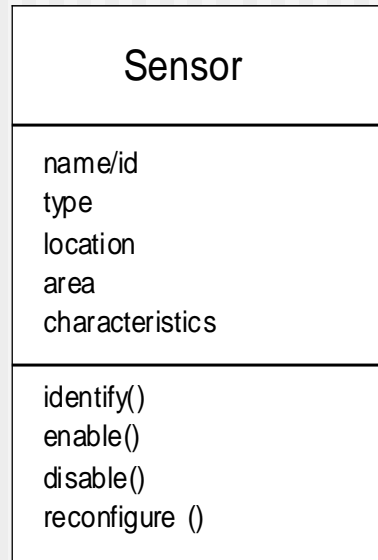 Sensor
name/id
type
location
area
characteristics
identify()
enable()
disable()
reconfigure ()